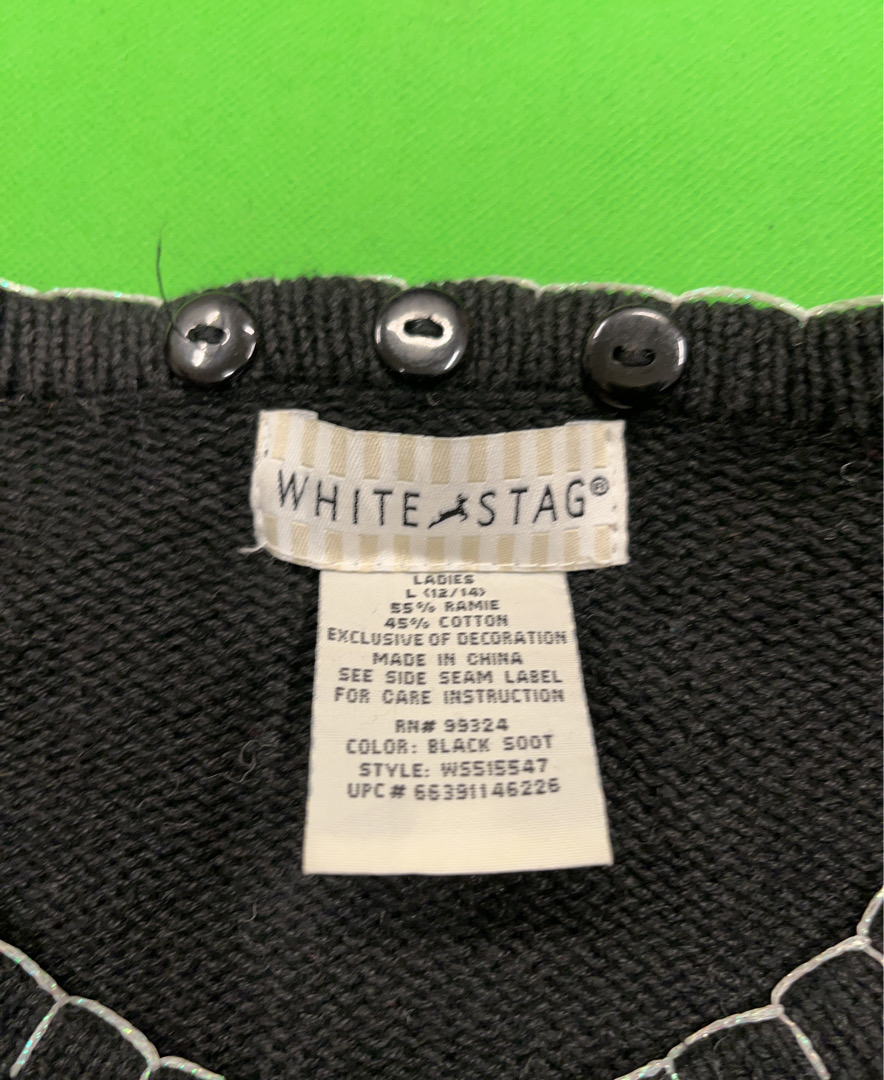 WHITE STAG®
LADIES
L (12/14)
55% RAMIE
45% COTTON
EXCLUSIVE OF DECORATION
MADE IN CHINA
SEE SIDE SEAM LABEL
FOR CARE INSTRUCTION
RN# 99324
COLOR: BLACK SOOT
STYLE: WS515547
UPC# 66391146226